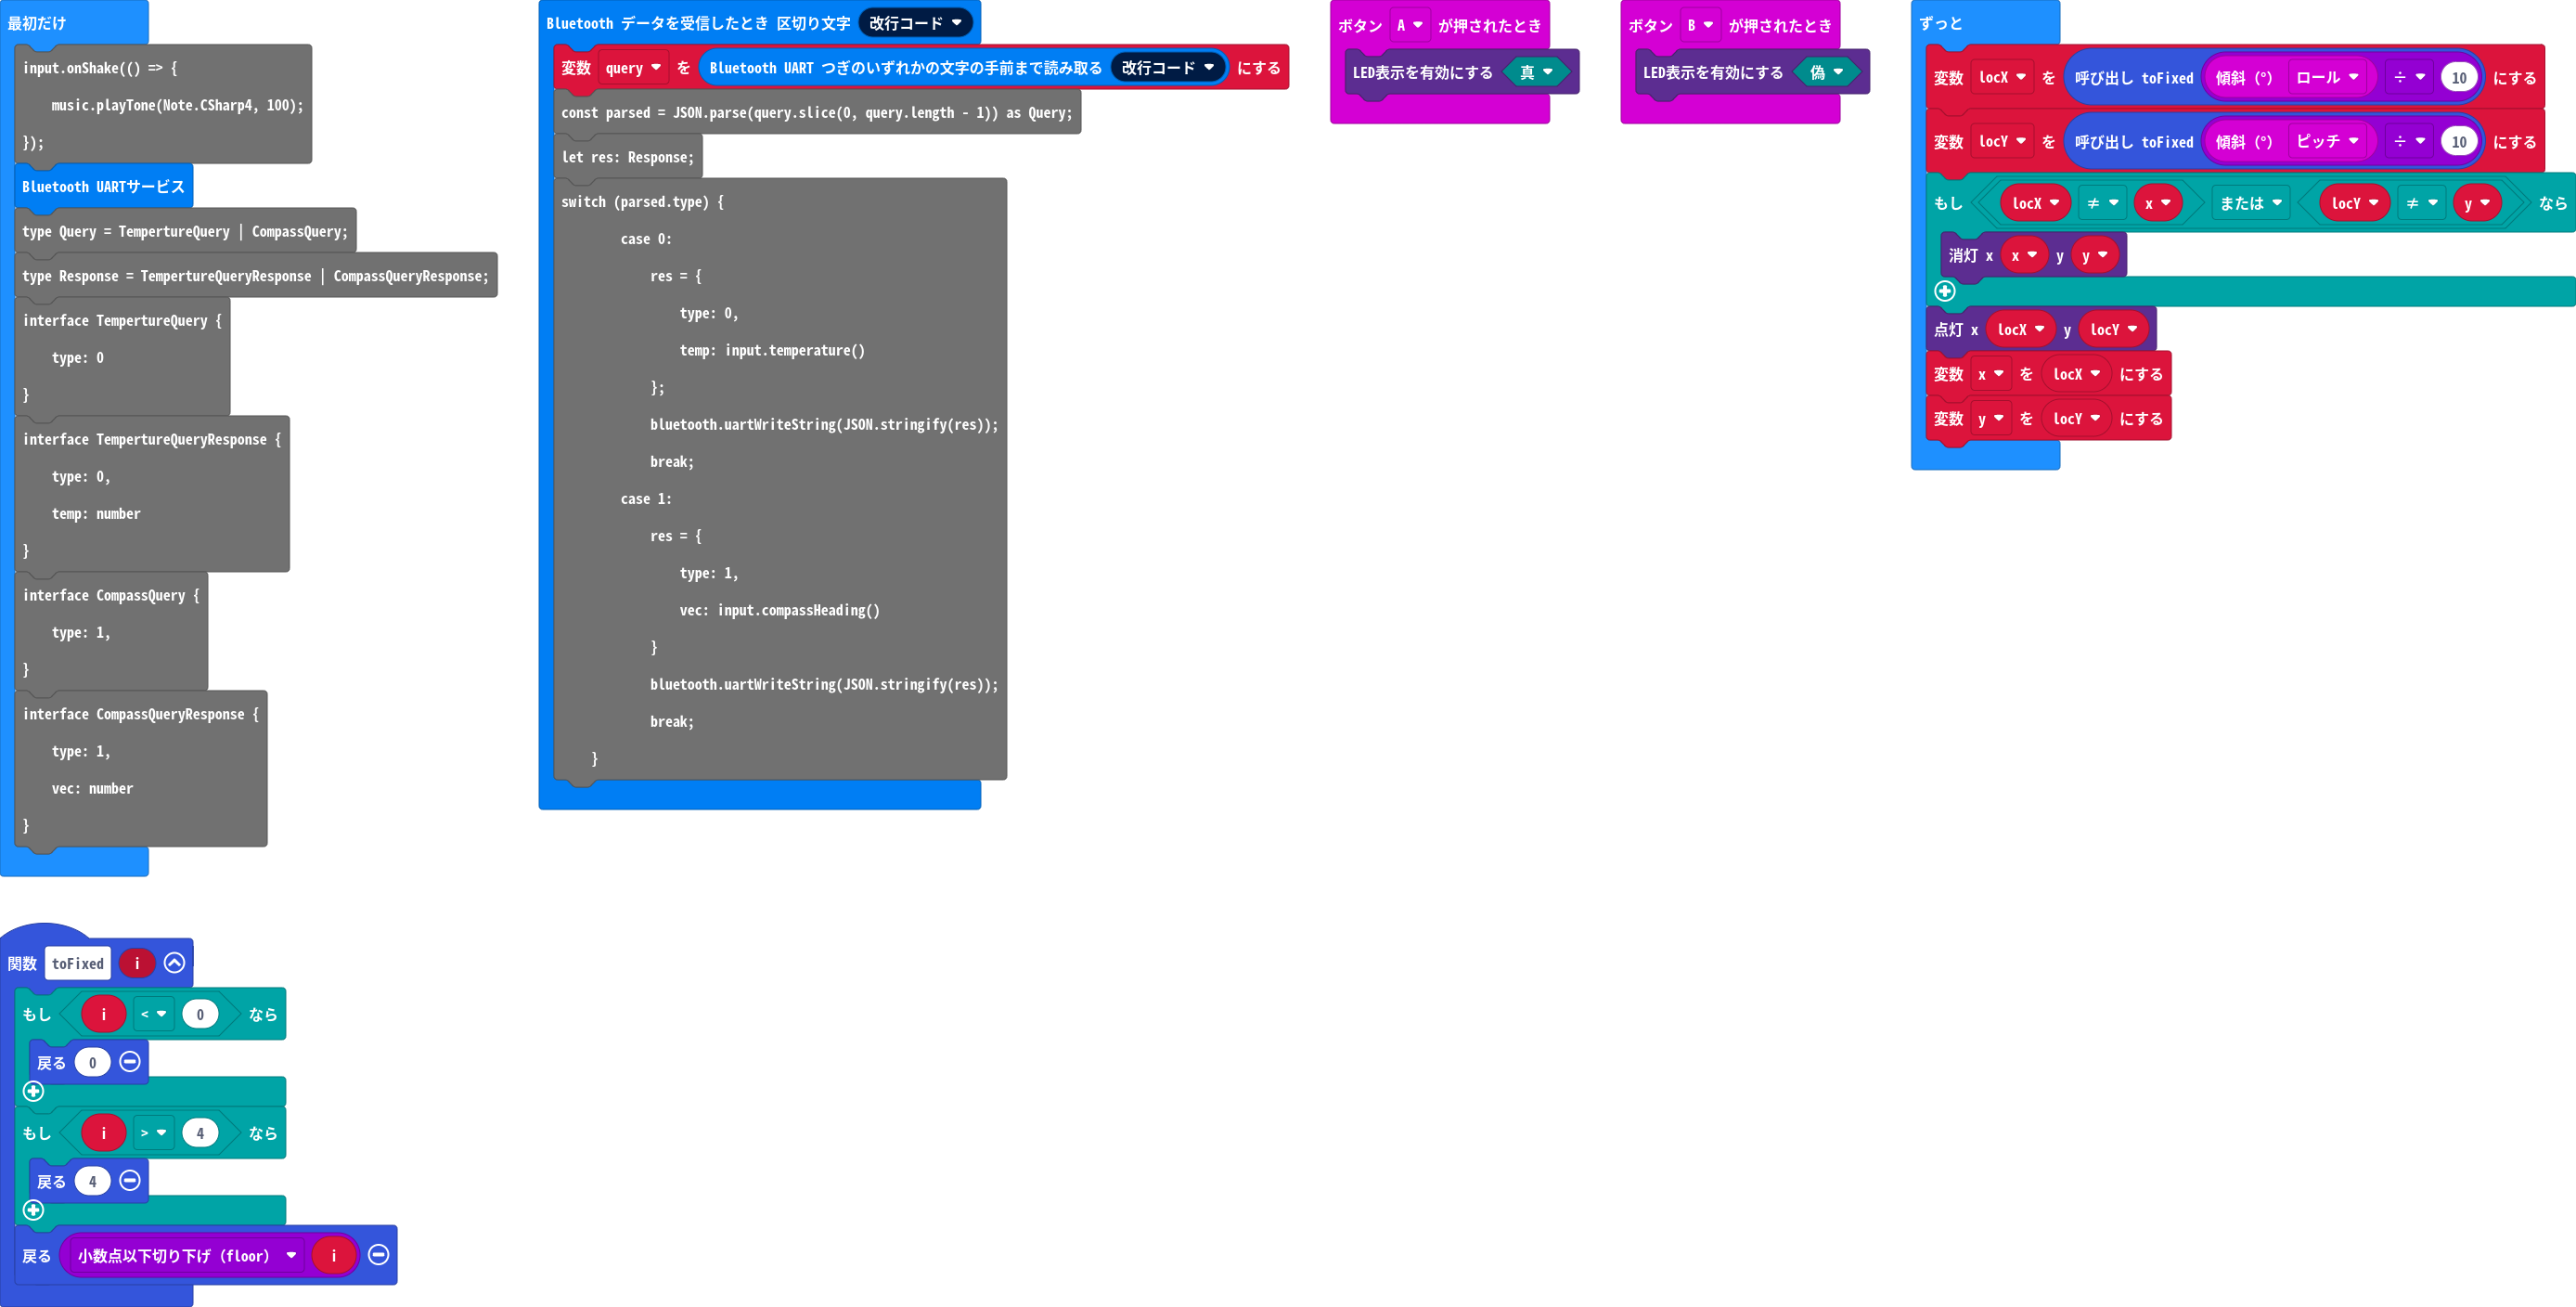 最初だけ
input.onShake(() => {
music.playTone(Note.CSharp4, 100);
});
Bluetooth UARTサービス
type Query = TempertureQuery | CompassQuery;
type Response = TempertureQueryResponse | CompassQueryResponse;
interface TempertureQuery {
type: 0
}
interface TempertureQueryResponse {
type: 0,
temp: number
}
interface CompassQuery {
type: 1,
}
interface CompassQueryResponse {
type: 1,
vec: number
}
Bluetooth データを受信したとき 区切り文字 改行コード
変数 query を Bluetooth UART つぎのいずれかの文字の手前まで読み取る 改行コード にする
const parsed = JSON.parse(query.slice(0, query.length - 1)) as Query;
let res: Response;
switch (parsed.type) {
case 0:
res = {
type: 0,
temp: input.temperature()
};
bluetooth.uartWriteString(JSON.stringify(res));
break;
case 1:
res = {
type: 1,
vec: input.compassHeading()
}
bluetooth.uartWriteString(JSON.stringify(res));
break;
}
ボタン A が押されたとき
LED表示を有効にする 真
ボタン B が押されたとき
LED表示を有効にする 偽
ずっと
変数 locX を 呼び出し toFixed 傾斜（°） ロール ÷ 10 にする
変数 locY を 呼び出し toFixed 傾斜（°） ピッチ ÷ 10 にする
もし locX ≠ x または locY ≠ y なら
消灯 x x y y
点灯 x locX y locY
変数 x を locX にする
変数 y を locY にする
関数 toFixed i
もし i < 0 なら
戻る 0
もし i > 4 なら
戻る 4
戻る 小数点以下切り下げ（floor） i